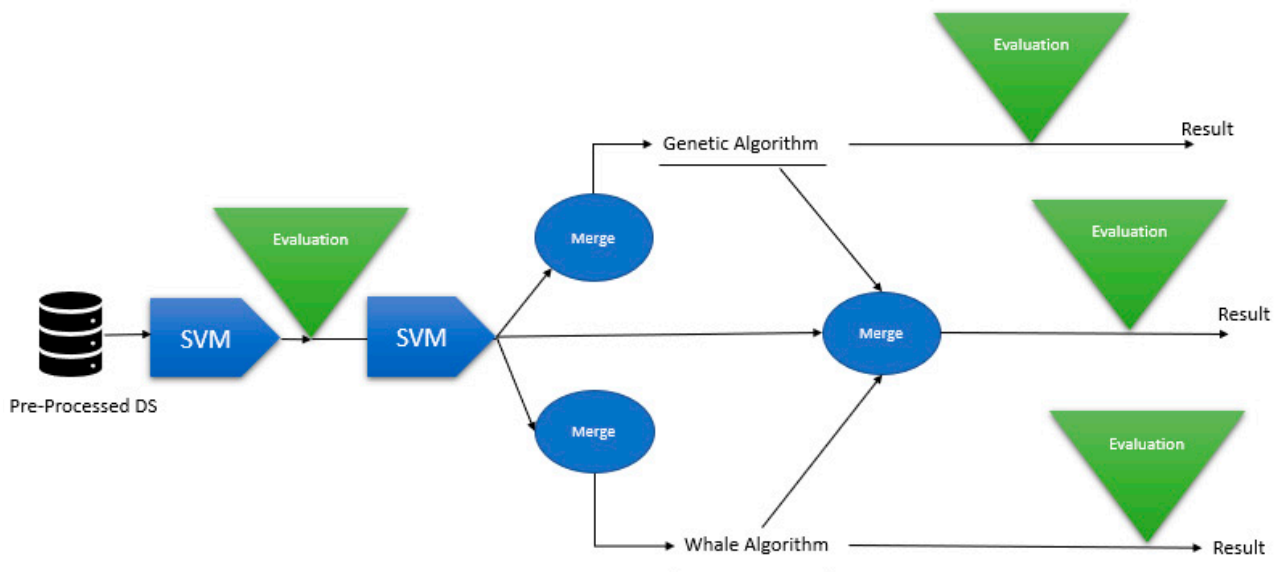 Evaluation
Result
Genetic Algorithm
Merge
Evaluation
Evaluation
SVM
SVM
Merge
Result
Pre-Processed DS
Merge
Evaluation
Whale Algorithm
Result